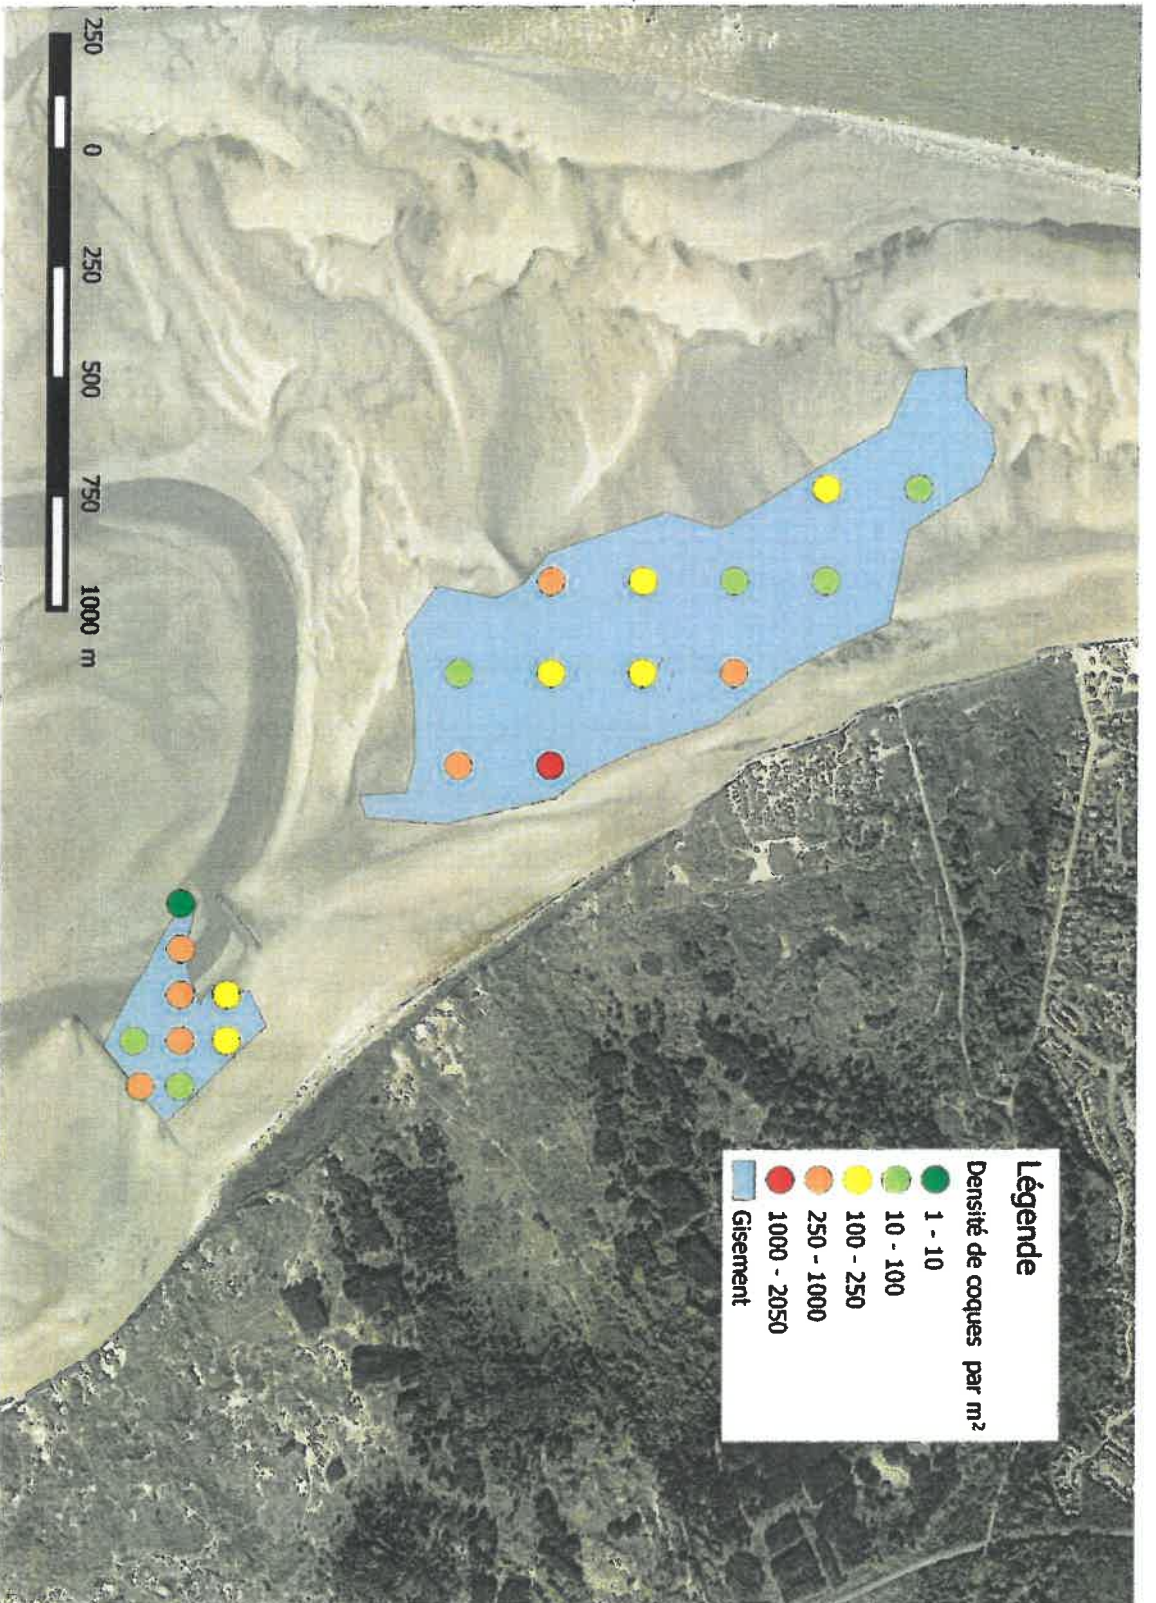 Légende
Densité de coques par m²
1 - 10
10 - 100
100 - 250
250 - 1000
1000 - 2050
Gisement
250 0 250 500 750 1000 m